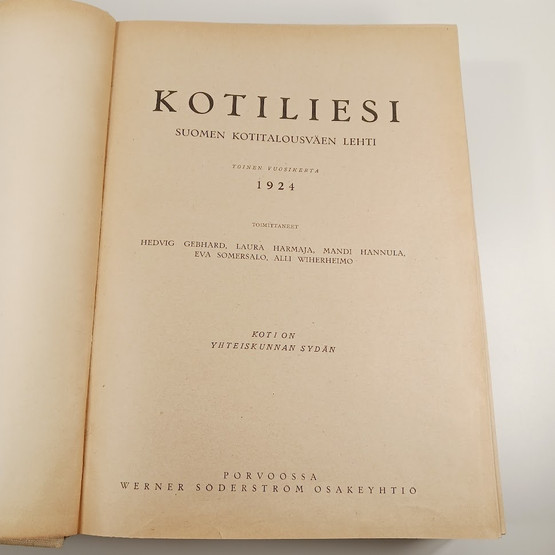 KOTILIESI
SUOMEN KOTITALOUSVÄEN LEHTI
TOINEN VUOSIKERTA
1924
TOIMITTANEET
HEDVIG GEBHARD, LAURA HARMAJA, MANDI HANNULA,
EVA SOMERSALO, ALLI WIHERHEIMO
KOTI ON
YHTEISKUNNAN SYDÄN
PORVOOSSA
WERNER SÖDERSTRÖM OSAKEYHTIÖ